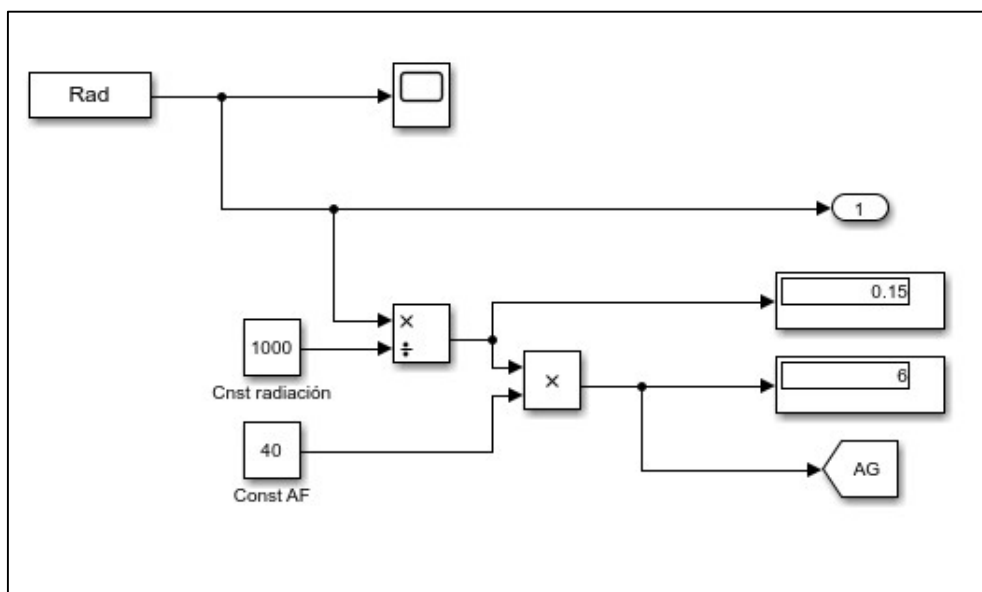 Rad
1
0.15
×
÷
1000
Cnst radiación
×
6
40
Const AF
AG